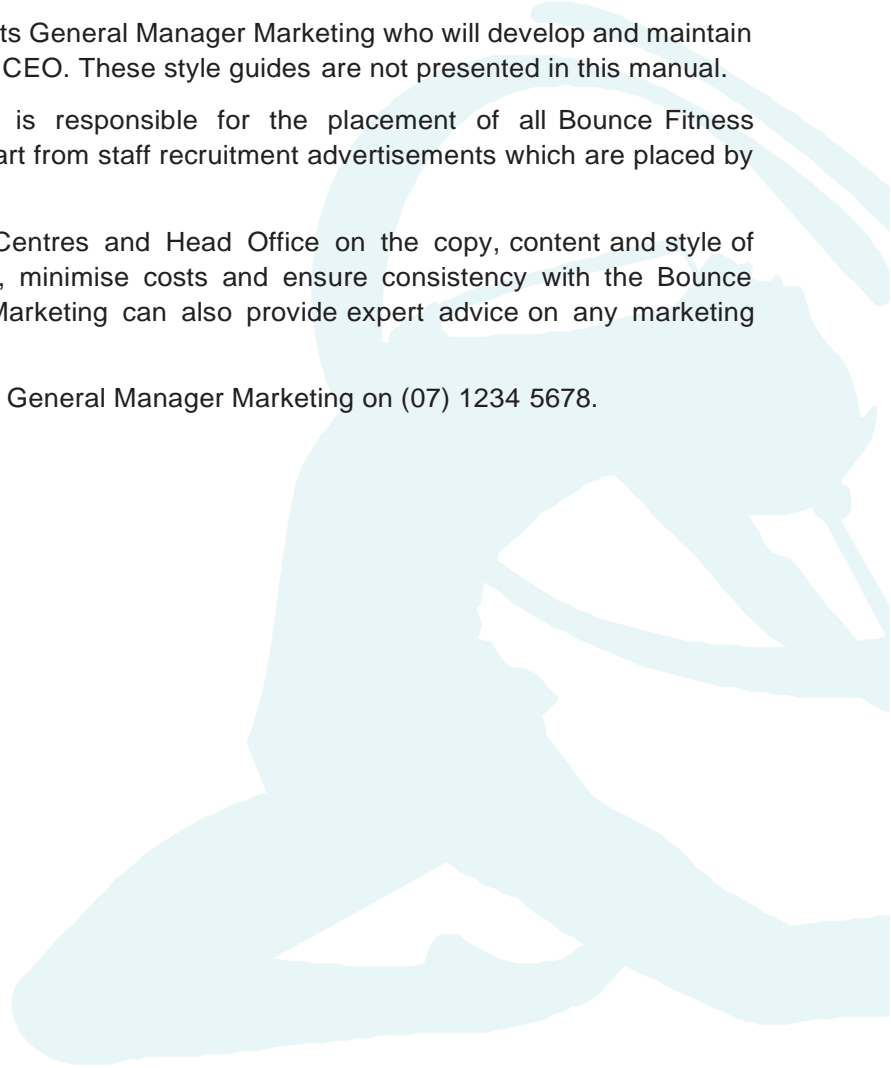 ts General Manager Marketing who will develop and maintain
CEO. These style guides are not presented in this manual.
is responsible for the placement of all Bounce Fitness
art from staff recruitment advertisements which are placed by
Centres and Head Office on the copy, content and style of
, minimise costs and ensure consistency with the Bounce
Marketing can also provide expert advice on any marketing
General Manager Marketing on (07) 1234 5678.